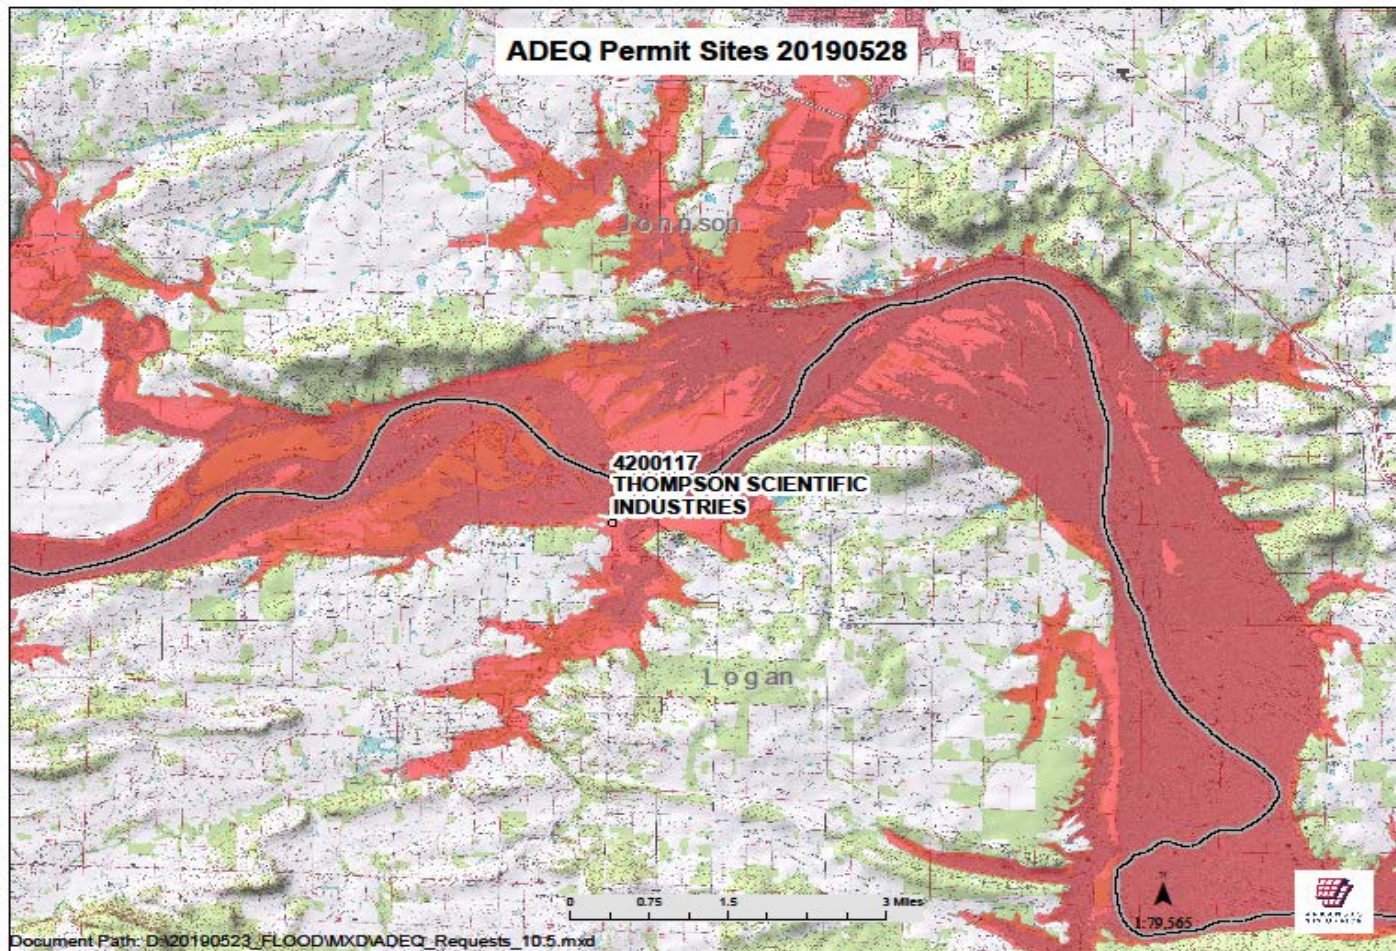 ADEQ Permit Sites 20190528
Johnson
4200117
THOMPSON SCIENTIFIC
INDUSTRIES
Logan
0 0.75 1.5 3 Miles
N
1:79,565
Document Path: D:\20190523_FLOOD\MXD\ADEQ_Requests_10.5.mxd